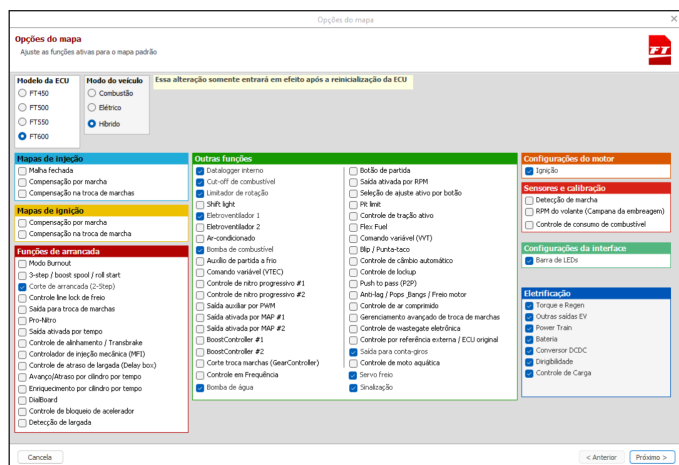 Opções do mapa
Opções do mapa
Ajuste as funções ativas para o mapa padrão
FT
Modelo da ECU
FT450
FT500
FT550
FT600
Modo do veículo
Combustão
Elétrico
Híbrido
Essa alteração somente entrará em efeito após a reinicialização da ECU
Mapas de injeção
Malha fechada
Compensação por marcha
Compensação na troca de marchas
Mapas de ignição
Compensação por marcha
Compensação na troca de marchas
Funções de arrancada
Modo Burnout
3-step / boost spool / roll start
Corte de arrancada (2-Step)
Controle line lock de freio
Saída para troca de marchas
Pro-Nitro
Saída ativada por tempo
Controle de alinhamento / Transbrake
Controlador de injeção mecânica (MFI)
Controle de atraso de largada (Delay box)
Avanço/Atraso por cilindro por tempo
Enriquecimento por cilindro por tempo
DialBoard
Controle de bloqueio de acelerador
Detecção de largada
Outras funções
Datalogger interno
Cut-off de combustível
Limitador de rotação
Shift light
Eletroventilador 1
Eletroventilador 2
Ar-condicionado
Bomba de combustível
Auxílio de partida a frio
Comando variável (VTEC)
Controle de nitro progressivo #1
Controle de nitro progressivo #2
Saída auxiliar por PWM
Saída ativada por MAP #1
Saída ativada por MAP #2
BoostController #1
BoostController #2
Corte troca marchas (GearController)
Controle em Frequência
Bomba de água
Botão de partida
Saída ativada por RPM
Seleção de ajuste ativo por botão
Pit limit
Controle de tração ativo
Flex Fuel
Comando variável (VVT)
Blip / Punta-taco
Controle de câmbio automático
Controle de lockup
Push to pass (P2P)
Anti-lag / Pops_Bangs / Freio motor
Controle de ar comprimido
Gerenciamento avançado de troca de marchas
Controle de wastegate eletrônica
Controle por referência externa / ECU original
Saída para conta-giros
Controle de moto aquática
Servo freio
Sinalização
Configurações do motor
Ignição
Sensores e calibração
Detecção de marcha
RPM do volante (Campana da embreagem)
Controle de consumo de combustível
Configurações da interface
Barra de LEDs
Eletrificação
Torque e Regen
Outras saídas EV
Power Train
Bateria
Conversor DCDC
Dirigibilidade
Controle de Carga
Cancela
< Anterior
Próximo >